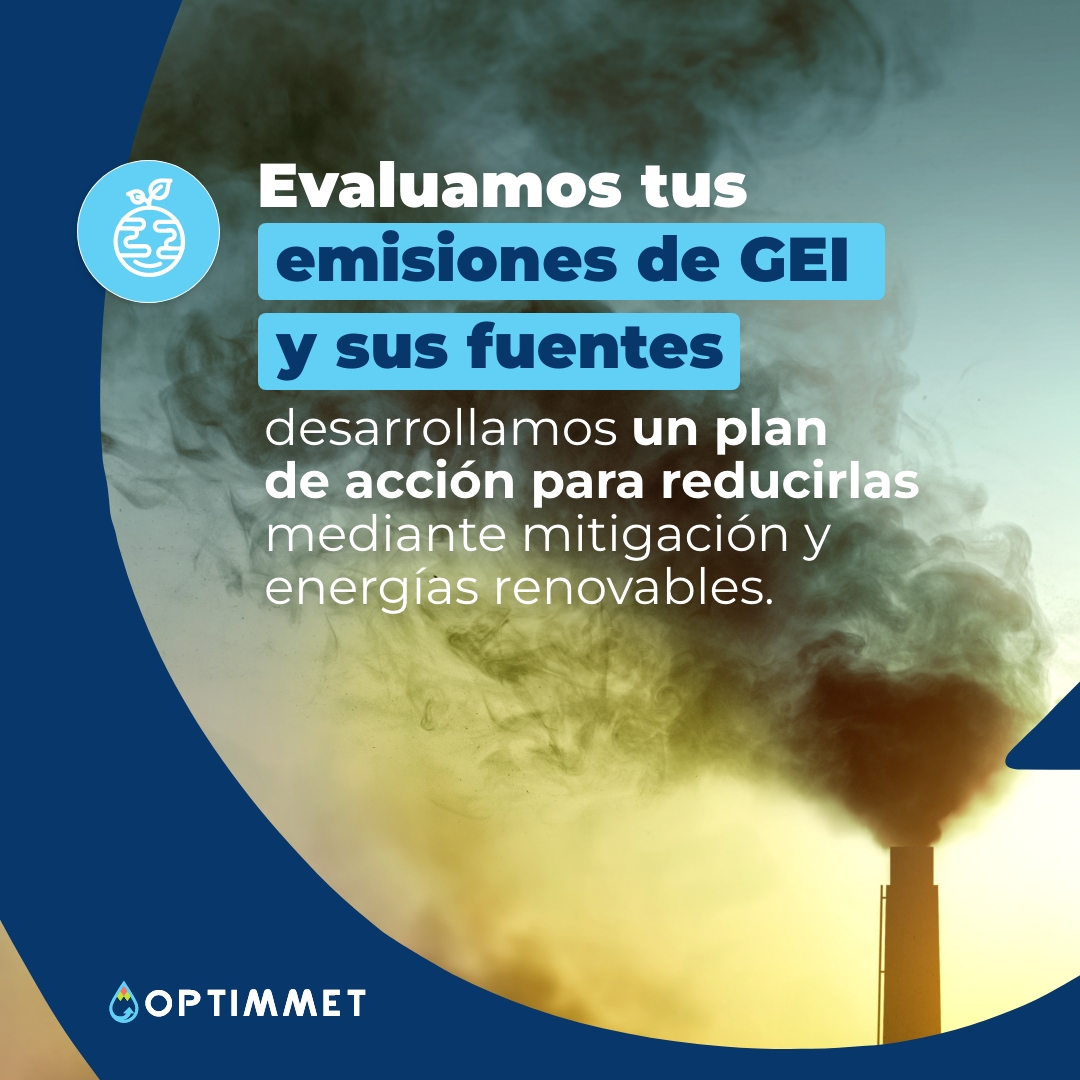 Evaluamos tus
emisiones de GEI
y sus fuentes
desarrollamos un plan
de acción para reducirlas
mediante mitigación y
energías renovables.
OPTIMMET